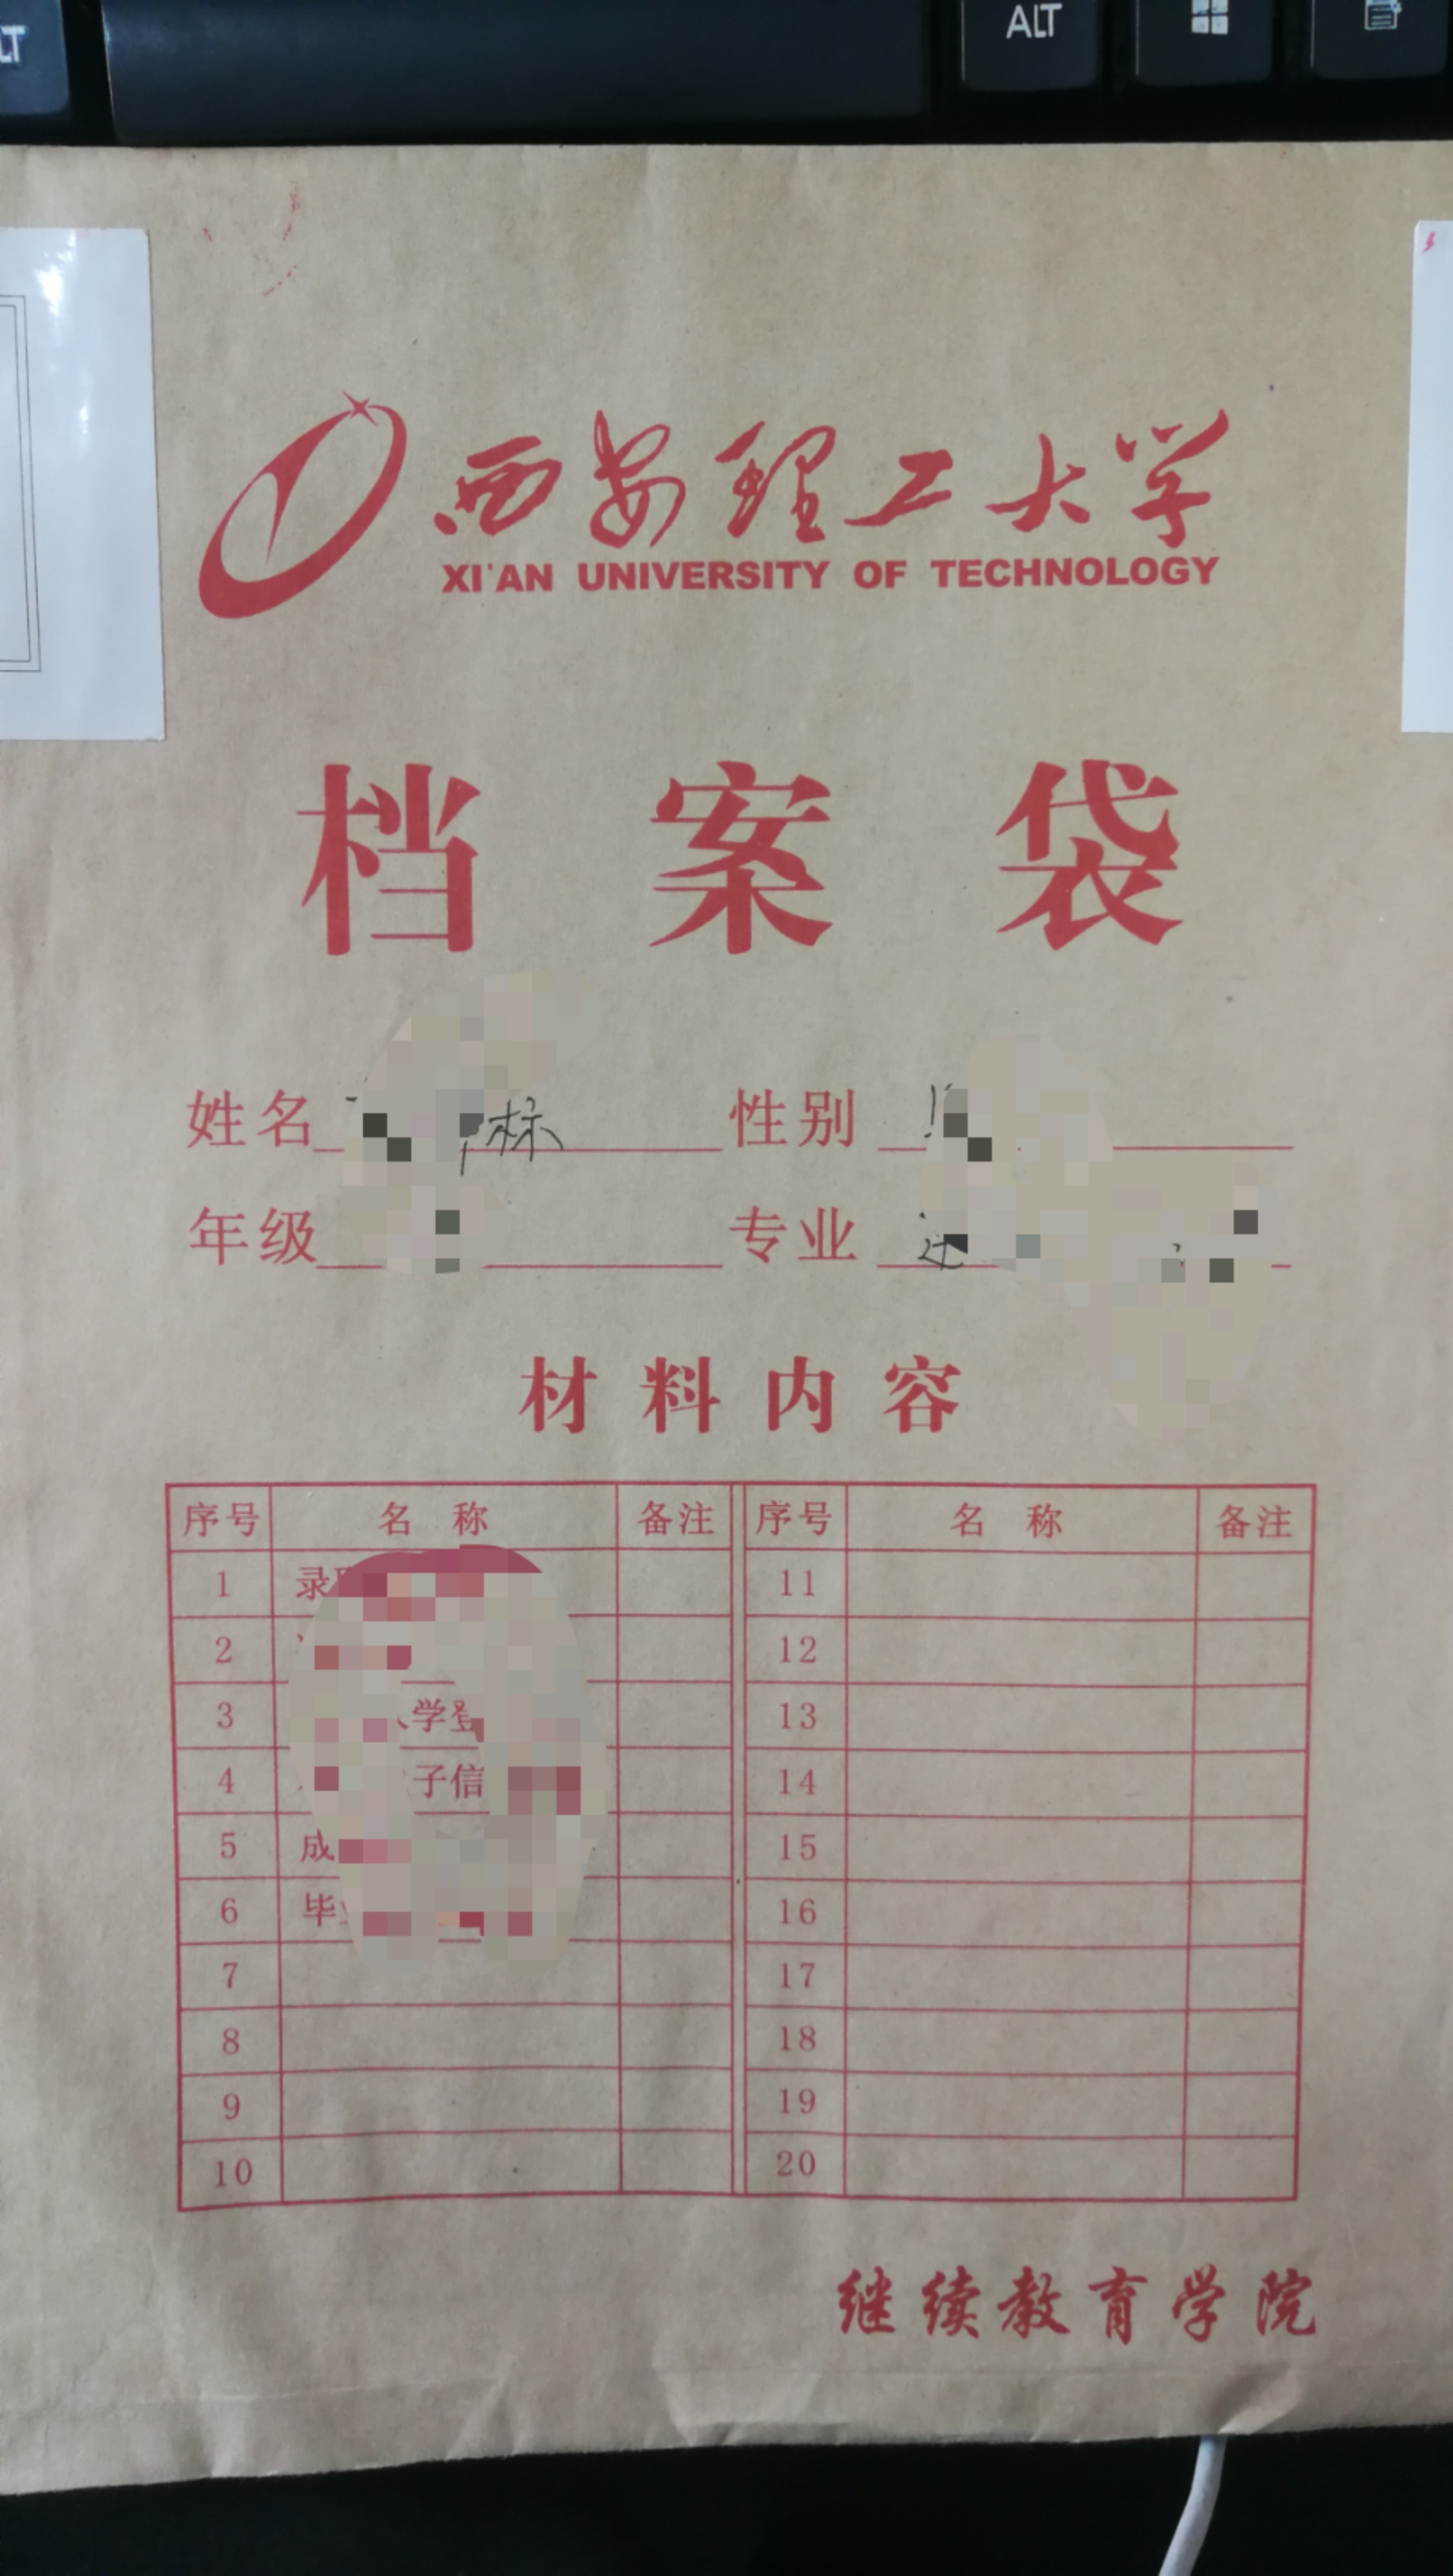 ALT
西安理工大学
XI'AN UNIVERSITY OF TECHNOLOGY
档案袋
姓名 标 性别
年级 专业
材料内容
序号 名称 备注 序号 名称 备注
1 录 11
2 12
3 学登 13
4 子信 14
5 成 15
6 毕 16
7 17
8 18
9 19
10 20
继续教育学院